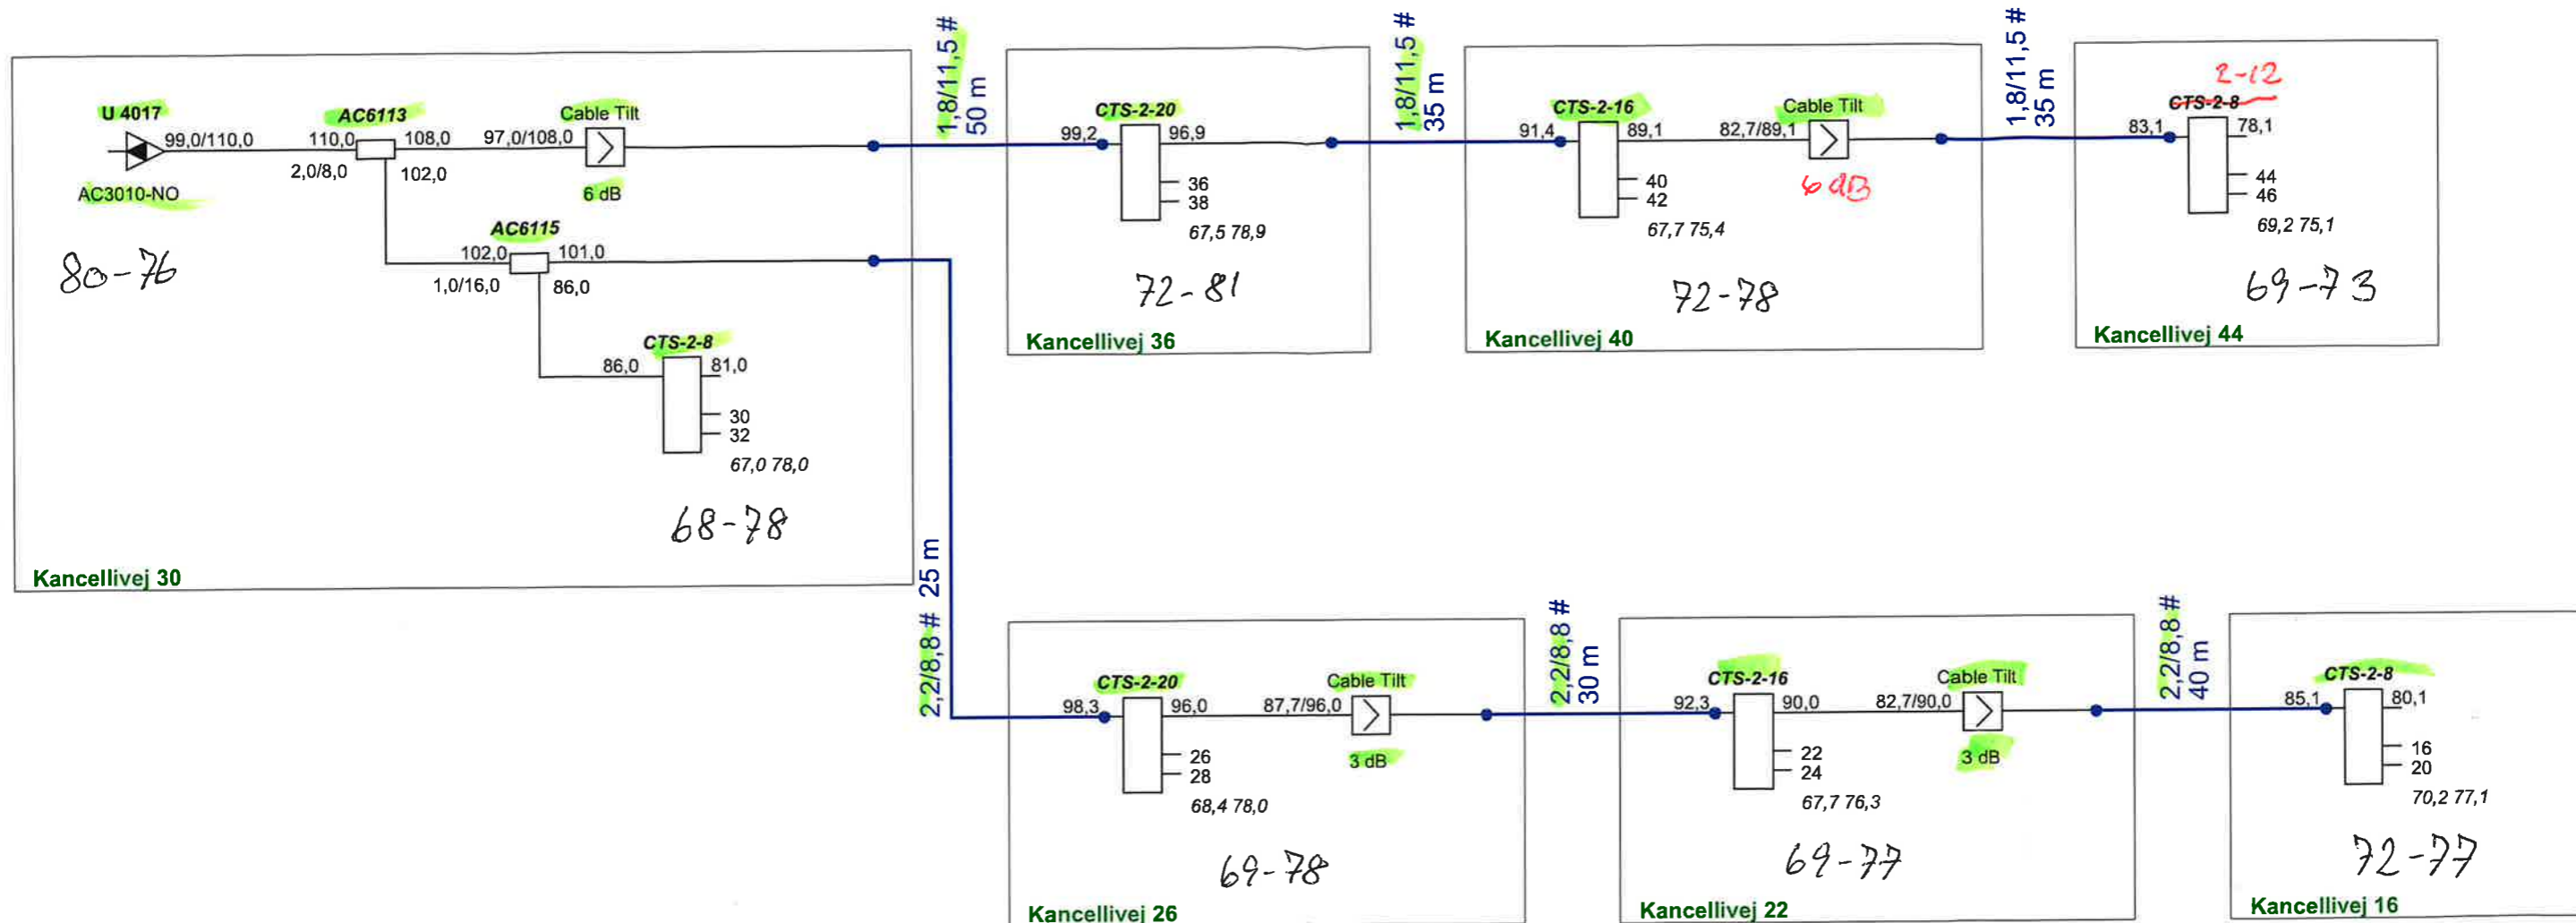 U 4017
99,0/110,0
AC3010-NO
80-76
AC6113
110,0
108,0
2,0/8,0
102,0
97,0/108,0
Cable Tilt
6 dB
AC6115
102,0
101,0
1,0/16,0
86,0
CTS-2-8
86,0
81,0
30
32
67,0 78,0
68-78
Kancellivej 30
1,8/11,5 #
50 m
CTS-2-20
99,2
96,9
36
38
67,5 78,9
72-81
Kancellivej 36
1,8/11,5 #
35 m
CTS-2-16
91,4
89,1
40
42
67,7 75,4
82,7/89,1
Cable Tilt
6 dB
72-78
Kancellivej 40
1,8/11,5 #
35 m
2-12
CTS-2-8
83,1
78,1
44
46
69,2 75,1
69-73
Kancellivej 44
2,2/8,8 # 25 m
CTS-2-20
98,3
96,0
26
28
68,4 78,0
87,7/96,0
Cable Tilt
3 dB
69-78
Kancellivej 26
2,2/8,8 #
30 m
CTS-2-16
92,3
90,0
22
24
67,7 76,3
82,7/90,0
Cable Tilt
3 dB
69-77
Kancellivej 22
2,2/8,8 #
40 m
CTS-2-8
85,1
80,1
16
20
70,2 77,1
72-77
Kancellivej 16